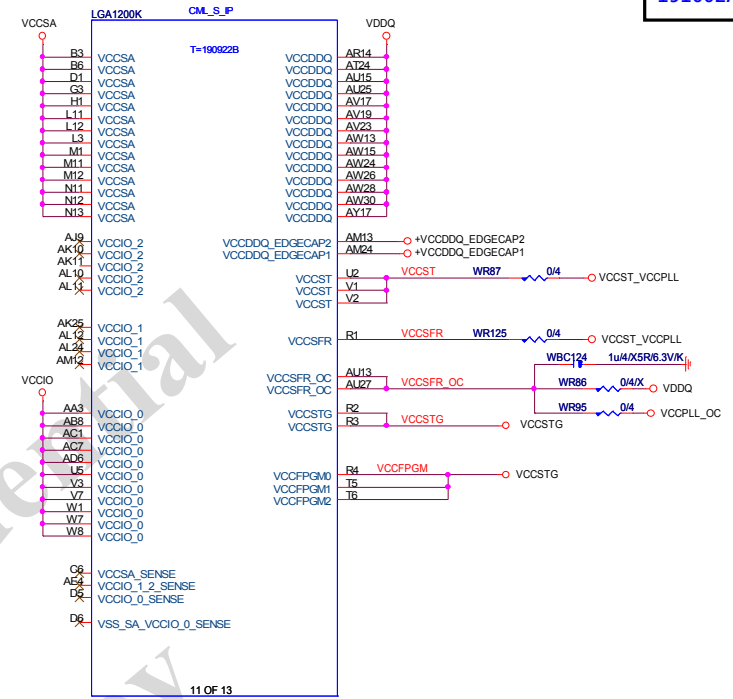 LGA1200K CML_S_IP
VCCSA VDDQ
T=190922B
B3 VCCSA VCCDDQ AR14
B6 VCCSA VCCDDQ AT24
D1 VCCSA VCCDDQ AU15
G3 VCCSA VCCDDQ AU25
H1 VCCSA VCCDDQ AV17
L11 VCCSA VCCDDQ AV19
L12 VCCSA VCCDDQ AV23
L3 VCCSA VCCDDQ AW13
M1 VCCSA VCCDDQ AW15
M11 VCCSA VCCDDQ AW24
M12 VCCSA VCCDDQ AW26
N11 VCCSA VCCDDQ AW28
N12 VCCSA VCCDDQ AW30
N13 VCCSA VCCDDQ AY17
AJ9 VCCIO_2 VCCDDQ_EDGECAP2 AM13 +VCCDDQ_EDGECAP2
AK10 VCCIO_2 VCCDDQ_EDGECAP1 AM24 +VCCDDQ_EDGECAP1
AK11 VCCIO_2
AL10 VCCIO_2 VCCST U2 VCCST WR87 0/4 VCCST_VCCPLL
AL11 VCCIO_2 VCCST V1
VCCST V2
AK25 VCCIO_1
AL12 VCCIO_1 VCCSFR R1 VCCSFR WR125 0/4 VCCST_VCCPLL
AL24 VCCIO_1
AM12 VCCIO_1
WBC124 1u/4/X5R/6.3V/K
VCCIO
VCCSFR_OC AU13
VCCSFR_OC AU27 VCCSFR_OC WR86 0/4/X VDDQ
AA3 VCCIO_0 VCCSTG R2
WR95 0/4 VCCPLL_OC
AB8 VCCIO_0 VCCSTG R3 VCCSTG VCCSTG
AC1 VCCIO_0
AC7 VCCIO_0
AD6 VCCIO_0
U5 VCCIO_0 VCCFPGM0 R4 VCCFPGM VCCSTG
V3 VCCIO_0 VCCFPGM1 T5
V7 VCCIO_0 VCCFPGM2 T6
W1 VCCIO_0
W7 VCCIO_0
W8 VCCIO_0
C6 VCCSA_SENSE
AE4 VCCIO_1_2_SENSE
D5 VCCIO_0_SENSE
D6 VSS_SA_VCCIO_0_SENSE
11 OF 13